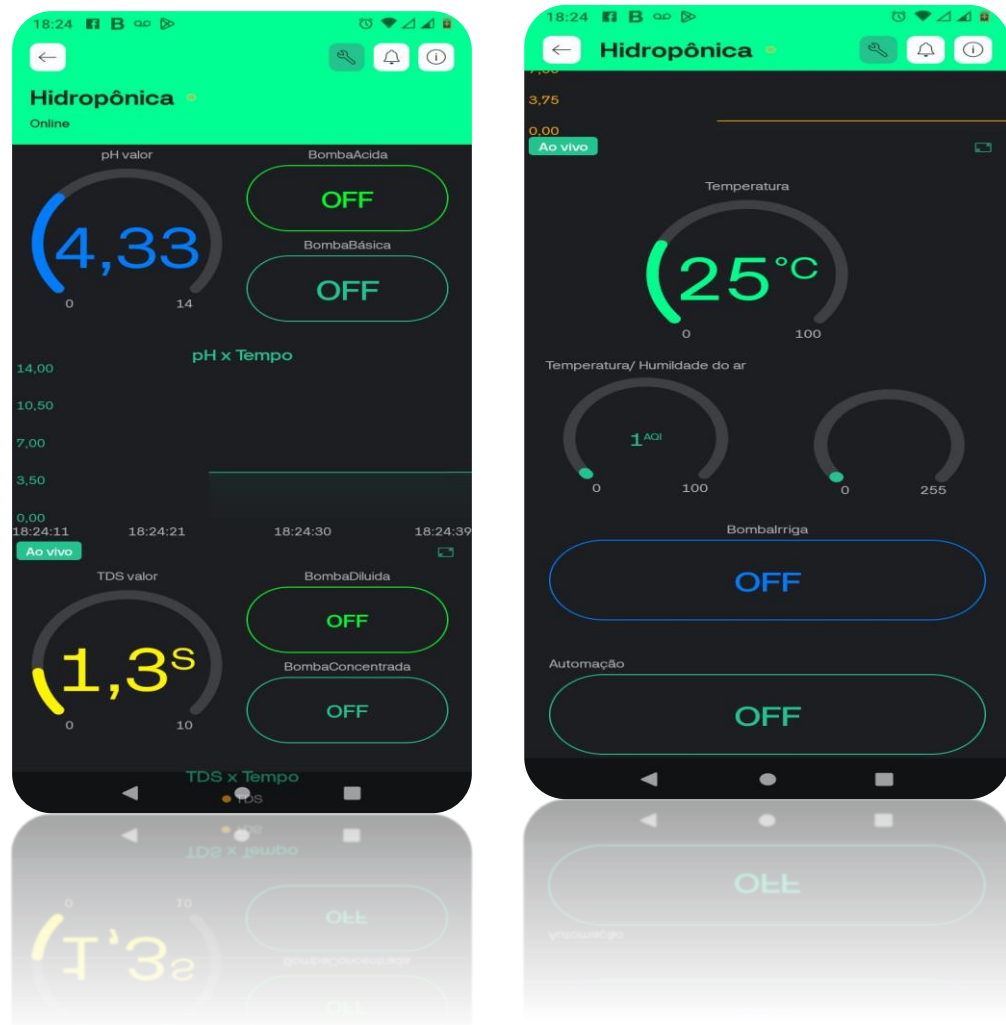 18:24
Hidropônica
Online
pH valor
4,33
0 14
BombaAcida
OFF
BombaBásica
OFF
pH x Tempo
14,00
10,50
7,00
3,50
0,00
18:24:11 18:24:21 18:24:30 18:24:39
Ao vivo
TDS valor
1,3 S
0 10
BombaDiluida
OFF
BombaConcentrada
OFF
TDS x Tempo
TDS
18:24
Hidropônica
3,75
0,00
Ao vivo
Temperatura
25 °C
0 100
Temperatura/ Humildade do ar
1 AQI
0 100
0 255
BombaIrriga
OFF
Automação
OFF